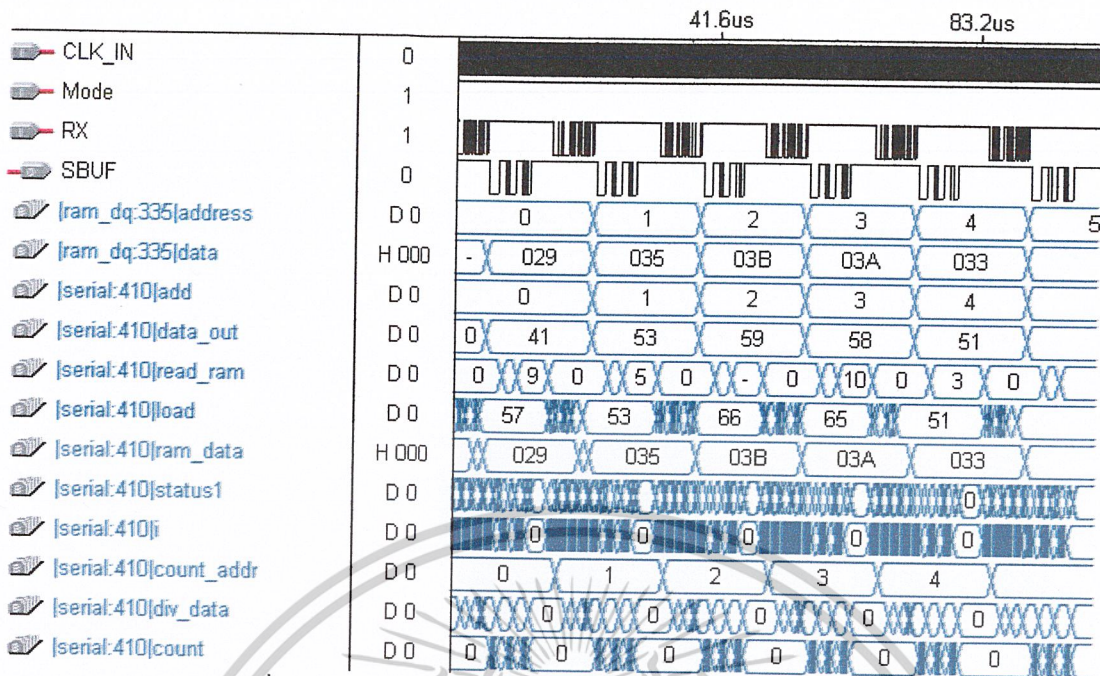 41.6us 83.2us
CLK_IN 0
Mode 1
RX 1
SBUF 0
|ram_dq:335|address D 0 0 1 2 3 4 5
|ram_dq:335|data H 000 - 029 035 03B 03A 033
|serial:410|add D 0 0 1 2 3 4
|serial:410|data_out D 0 0 41 53 59 58 51
|serial:410|read_ram D 0 0 9 0 5 0 - 0 10 0 3 0
|serial:410|load D 0 57 53 66 65 51
|serial:410|ram_data H 000 029 035 03B 03A 033
|serial:410|status1 D 0 0
|serial:410|i D 0 0 0 0 0 0
|serial:410|count_addr D 0 0 1 2 3 4
|serial:410|div_data D 0 0 0 0 0 0
|serial:410|count D 0 0 0 0 0 0 0